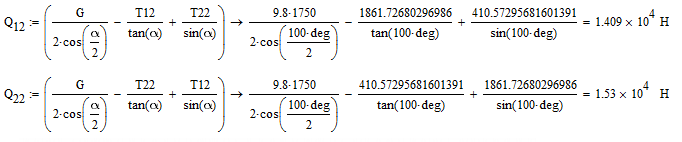 Q12 := (G / (2·cos(α/2)) − T12 / tan(α) + T22 / sin(α)) → 9.8·1750 / (2·cos(100·deg / 2)) − 1861.72680296986 / tan(100·deg) + 410.57295681601391 / sin(100·deg) = 1.409 × 10^4 H
Q22 := (G / (2·cos(α/2)) − T22 / tan(α) + T12 / sin(α)) → 9.8·1750 / (2·cos(100·deg / 2)) − 410.57295681601391 / tan(100·deg) + 1861.72680296986 / sin(100·deg) = 1.53 × 10^4 H